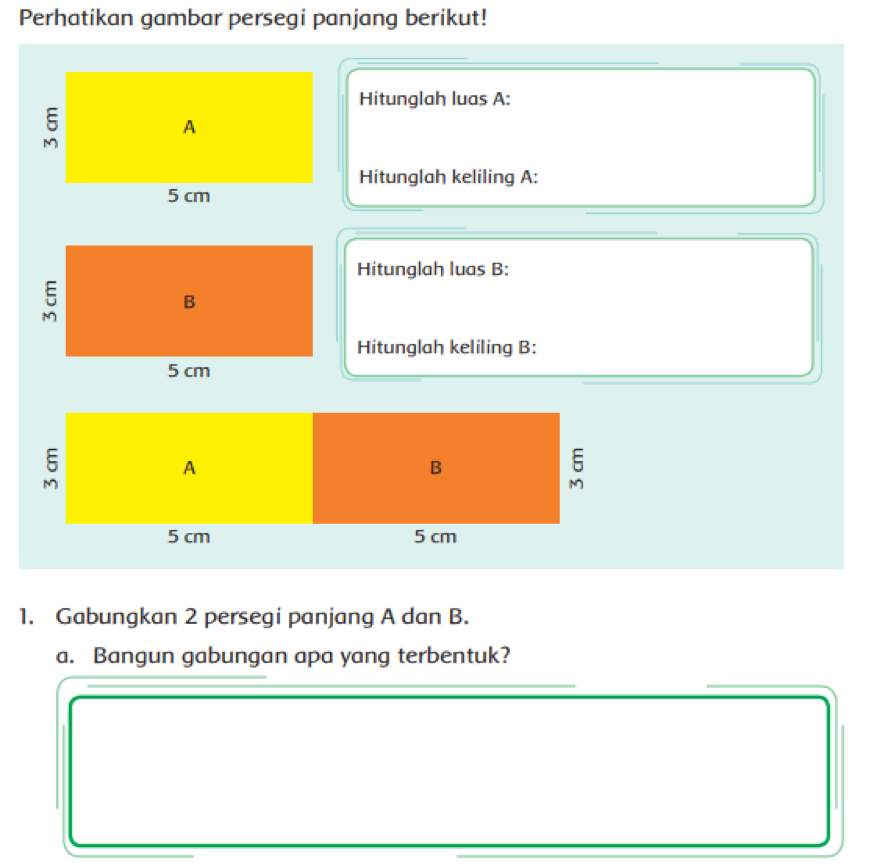 Perhatikan gambar persegi panjang berikut!
3 cm
A
5 cm
Hitunglah luas A:
Hitunglah keliling A:
3 cm
B
5 cm
Hitunglah luas B:
Hitunglah keliling B:
3 cm
A
B
3 cm
5 cm
5 cm
1. Gabungkan 2 persegi panjang A dan B.
a. Bangun gabungan apa yang terbentuk?